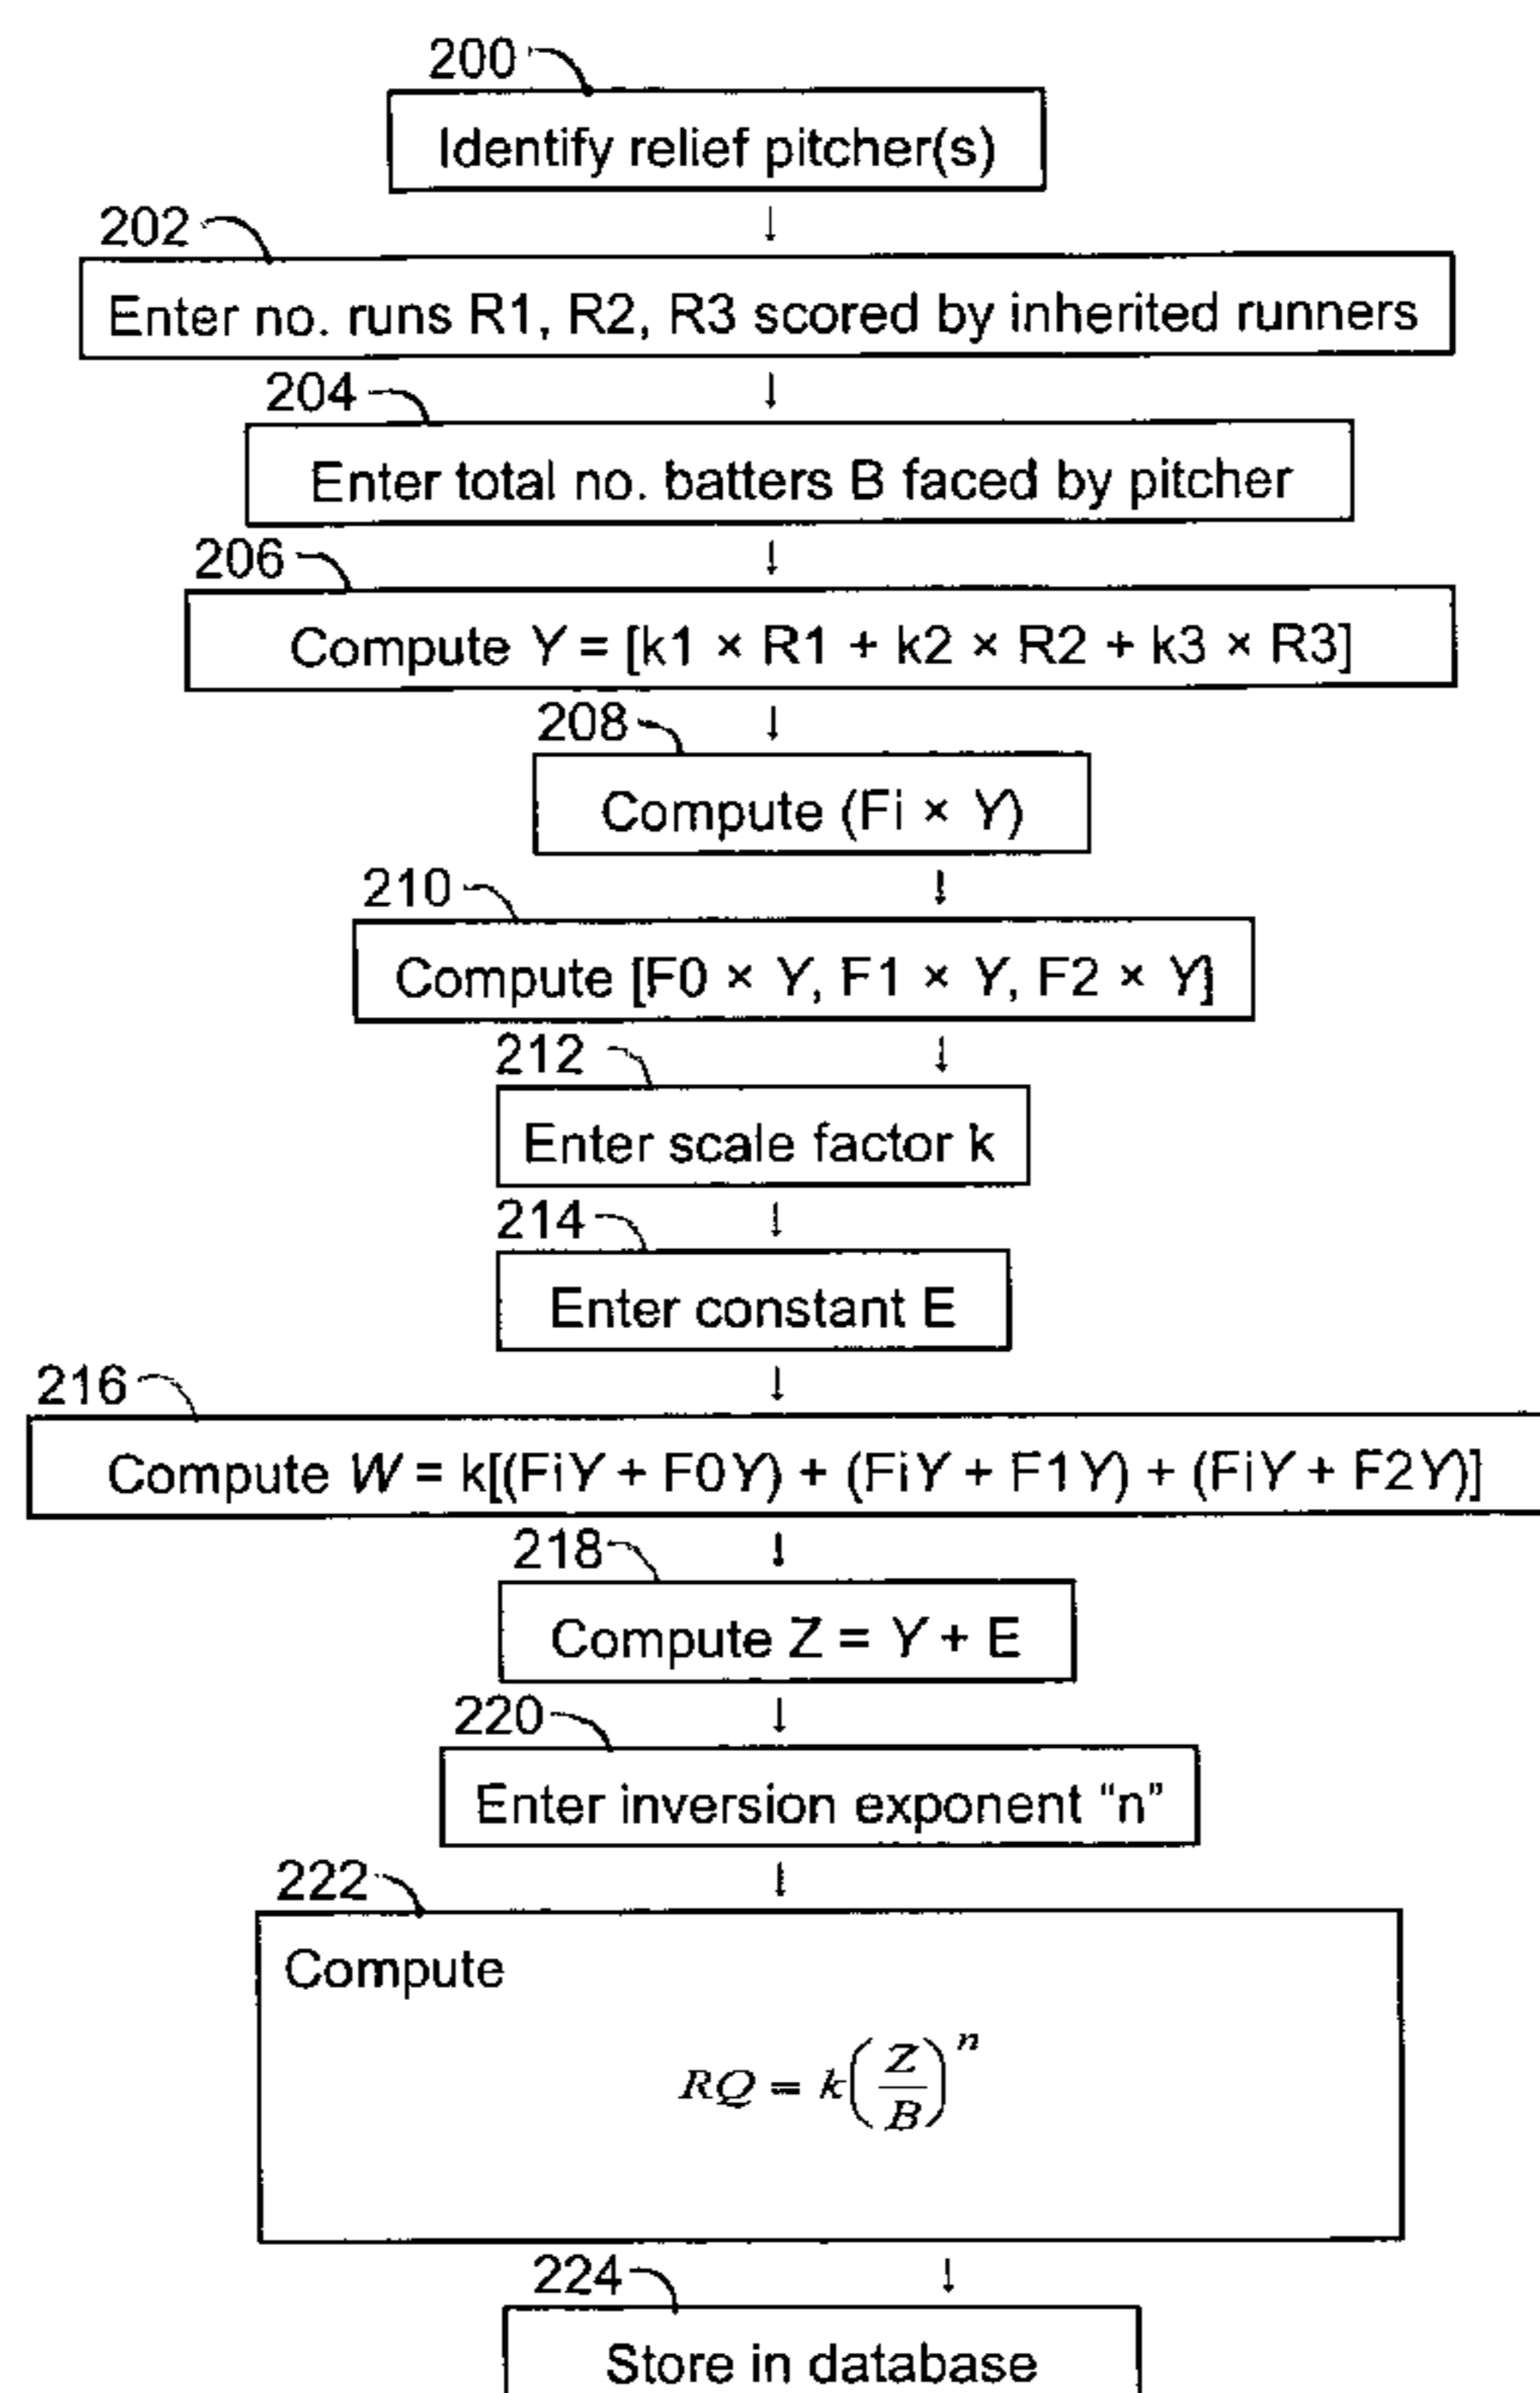 200
Identify relief pitcher(s)
202
Enter no. runs R1, R2, R3 scored by inherited runners
204
Enter total no. batters B faced by pitcher
206
Compute Y = [k1 × R1 + k2 × R2 + k3 × R3]
208
Compute (Fi × Y)
210
Compute [F0 × Y, F1 × Y, F2 × Y]
212
Enter scale factor k
214
Enter constant E
216
Compute W = k[(FiY + F0Y) + (FiY + F1Y) + (FiY + F2Y)]
218
Compute Z = Y + E
220
Enter inversion exponent “n”
222
Compute
RQ = k(Z/B)^n
224
Store in database